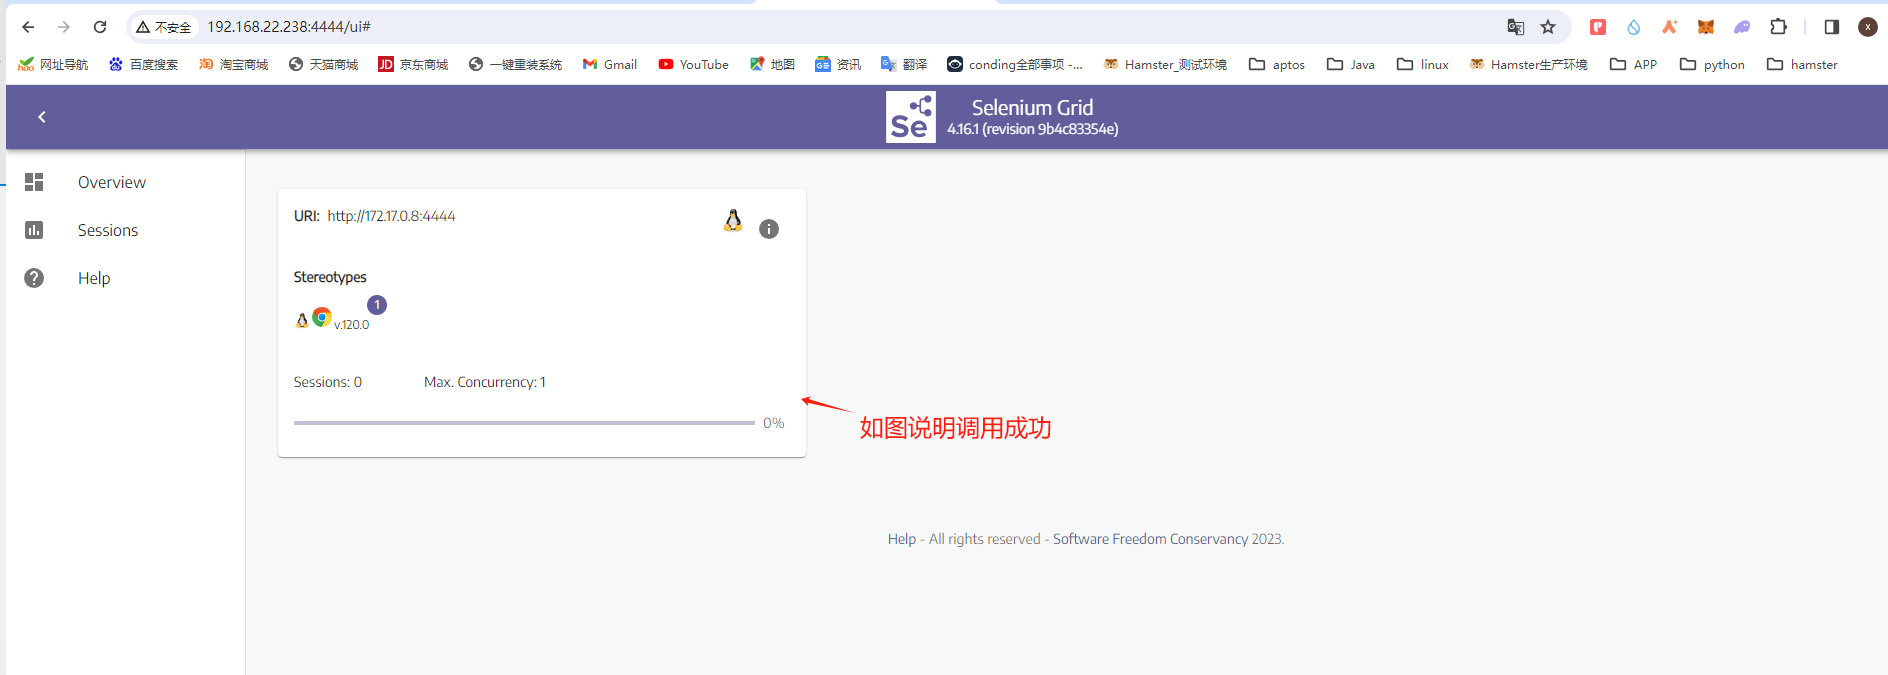 不安全 192.168.22.238:4444/ui#
网址导航 百度搜索 淘宝商城 天猫商城 JD 京东商城 一键重装系统 Gmail YouTube 地图 资讯 翻译 conding全部事项 -... Hamster_测试环境 aptos Java linux Hamster生产环境 APP python hamster
Se
Selenium Grid
4.16.1 (revision 9b4c83354e)
Overview
Sessions
Help
URI: http://172.17.0.8:4444
Stereotypes
v.120.0 1
Sessions: 0 Max. Concurrency: 1
0%
如图说明调用成功
Help - All rights reserved - Software Freedom Conservancy 2023.